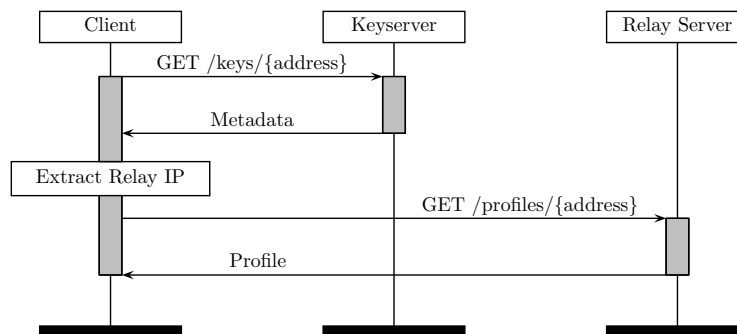 Client
Keyserver
Relay Server
GET /keys/{address}
Metadata
Extract Relay IP
GET /profiles/{address}
Profile